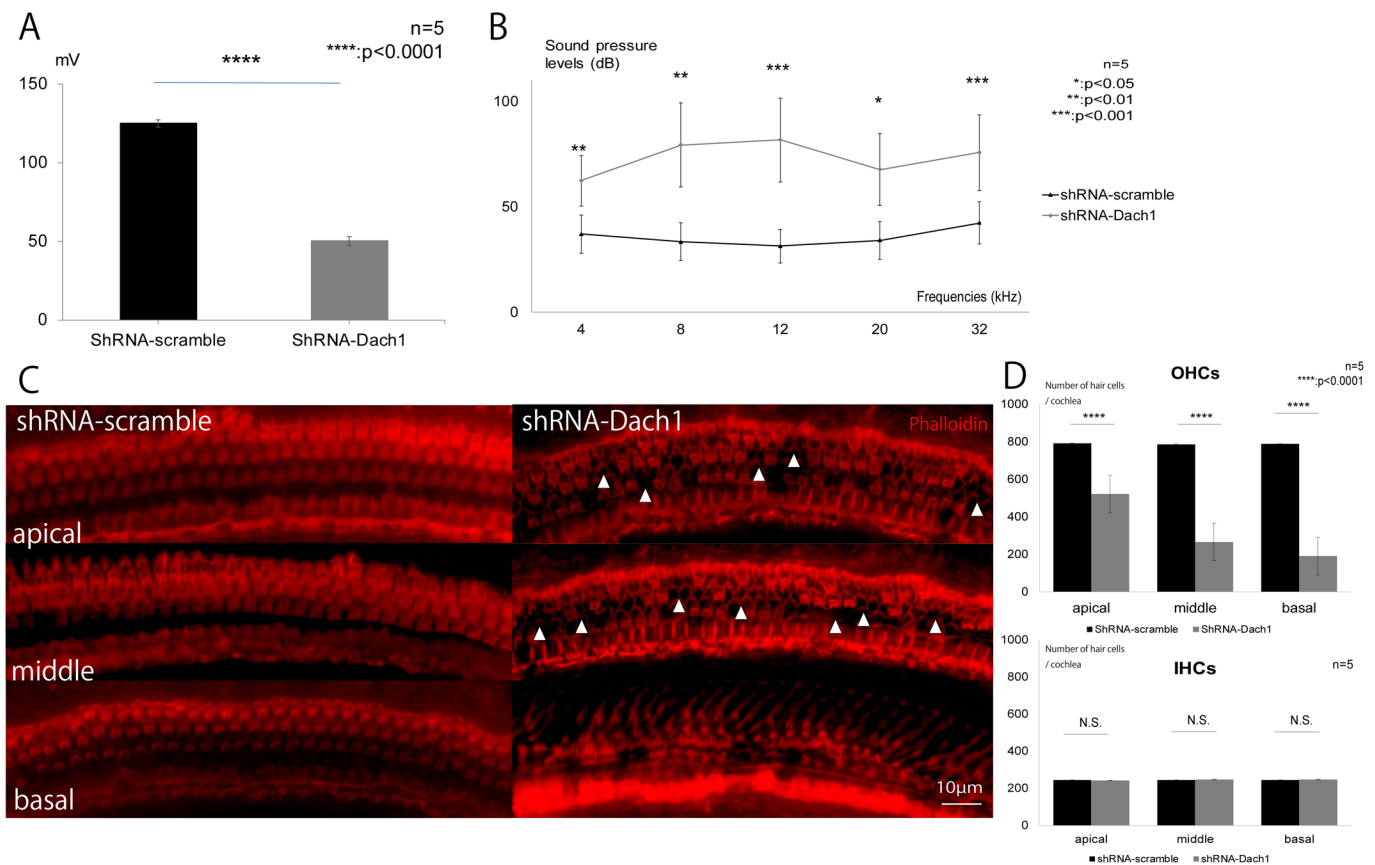 A
n=5
****:p<0.0001
mV
****
150
100
50
0
ShRNA-scramble
ShRNA-Dach1
B
Sound pressure
levels (dB)
n=5
*:p<0.05
**:p<0.01
***:p<0.001
**
**
***
*
***
100
50
0
shRNA-scramble
shRNA-Dach1
Frequencies (kHz)
4
8
12
20
32
C
shRNA-scramble
shRNA-Dach1
Phalloidin
apical
middle
basal
10μm
D
OHCs
n=5
****:p<0.0001
Number of hair cells
/ cochlea
1000
800
600
400
200
0
****
****
****
apical
middle
basal
ShRNA-scramble
ShRNA-Dach1
Number of hair cells
/ cochlea
IHCs
n=5
1000
800
600
400
200
0
N.S.
N.S.
N.S.
apical
middle
basal
shRNA-scramble
shRNA-Dach1